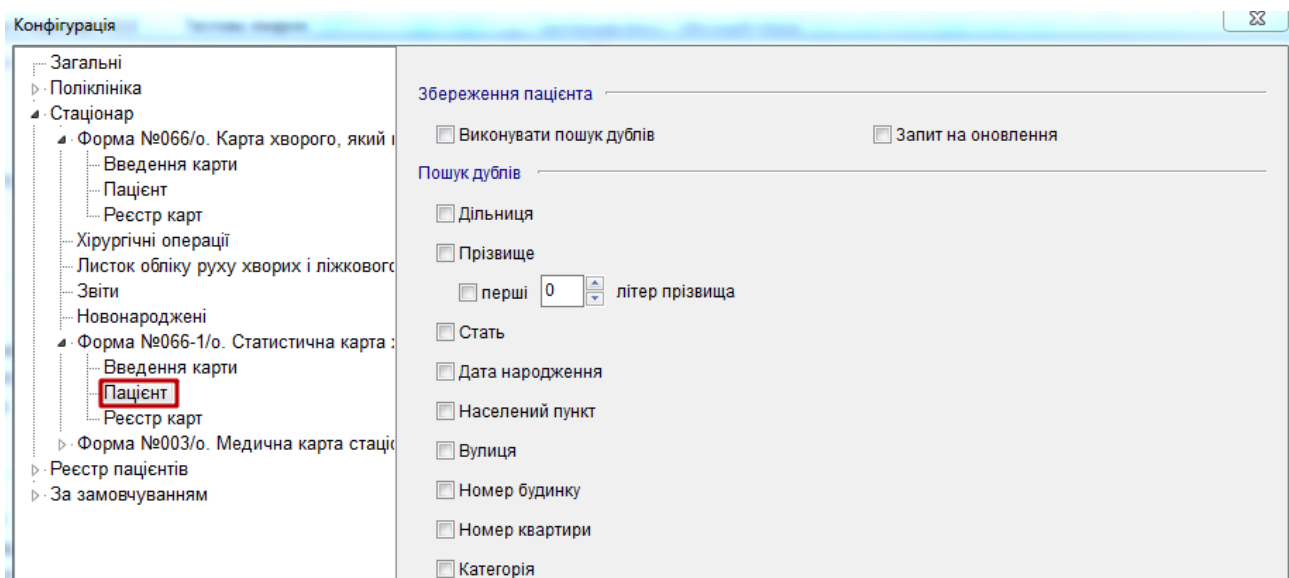 Конфігурація
Загальні
Поліклініка
Стаціонар
Форма №066/о. Карта хворого, який
Введення карти
Пацієнт
Реєстр карт
Хірургічні операції
Листок обліку руху хворих і ліжкового
Звіти
Новонароджені
Форма №066-1/о. Статистична карта
Введення карти
Пацієнт
Реєстр карт
Форма №003/о. Медична карта стаці
Реєстр пацієнтів
За замовчуванням
Збереження пацієнта
Виконувати пошук дублів Запит на оновлення
Пошук дублів
Дільниця
Прізвище
перші 0 літер прізвища
Стать
Дата народження
Населений пункт
Вулиця
Номер будинку
Номер квартири
Категорія